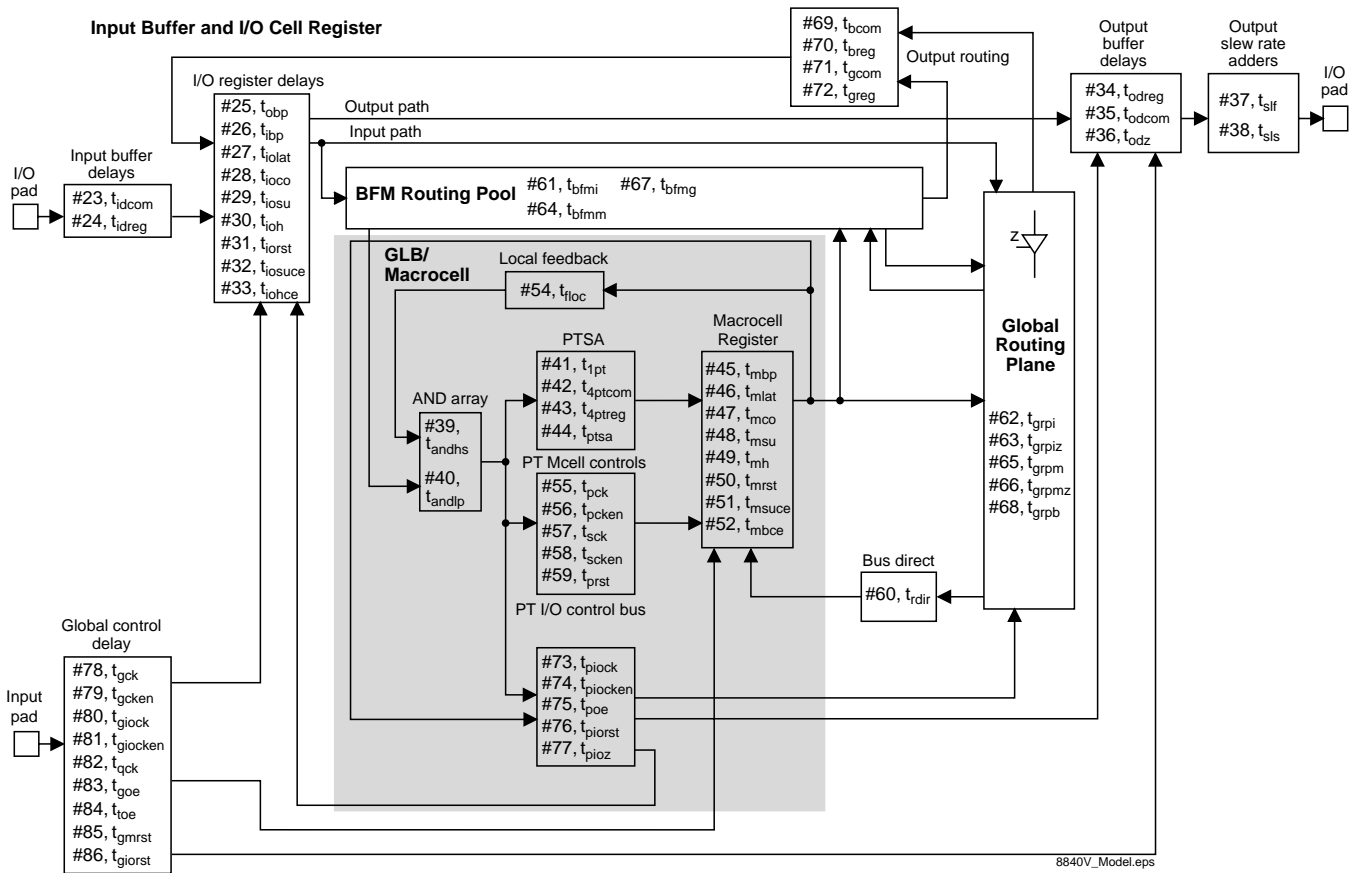 Input Buffer and I/O Cell Register
#69, tbcom
#70, tbreg
#71, tgcom
#72, tgreg
Output routing
Output
buffer
delays
Output
slew rate
adders
I/O
pad
#34, todreg
#35, todcom
#36, todz
#37, tslf
#38, tsls
I/O register delays
#25, tobp
#26, tibp
#27, tiolat
#28, tioco
#29, tiosu
#30, tioh
#31, tiorst
#32, tiosuce
#33, tiohce
Output path
Input path
I/O
pad
Input buffer
delays
#23, tidcom
#24, tidreg
BFM Routing Pool
#61, tbfmi
#67, tbfmg
#64, tbfmm
GLB/
Macrocell
Local feedback
#54, tfloc
z
Global
Routing
Plane
#62, tgrpi
#63, tgrpiz
#65, tgrpm
#66, tgrpmz
#68, tgrpb
PTSA
#41, t1pt
#42, t4ptcom
#43, t4ptreg
#44, tptsa
Macrocell
Register
#45, tmbp
#46, tmlat
#47, tmco
#48, tmsu
#49, tmh
#50, tmrst
#51, tmsuce
#52, tmbce
AND array
#39,
tandhs
#40,
tandlp
PT Mcell controls
#55, tpck
#56, tpcken
#57, tsck
#58, tscken
#59, tprst
Bus direct
#60, trdir
PT I/O control bus
#73, tpiock
#74, tpiocken
#75, tpoe
#76, tpiorst
#77, tpioz
Global control
delay
Input
pad
#78, tgck
#79, tgcken
#80, tgiock
#81, tgiocken
#82, tqck
#83, tgoe
#84, ttoe
#85, tgmrst
#86, tgiorst
8840V_Model.eps